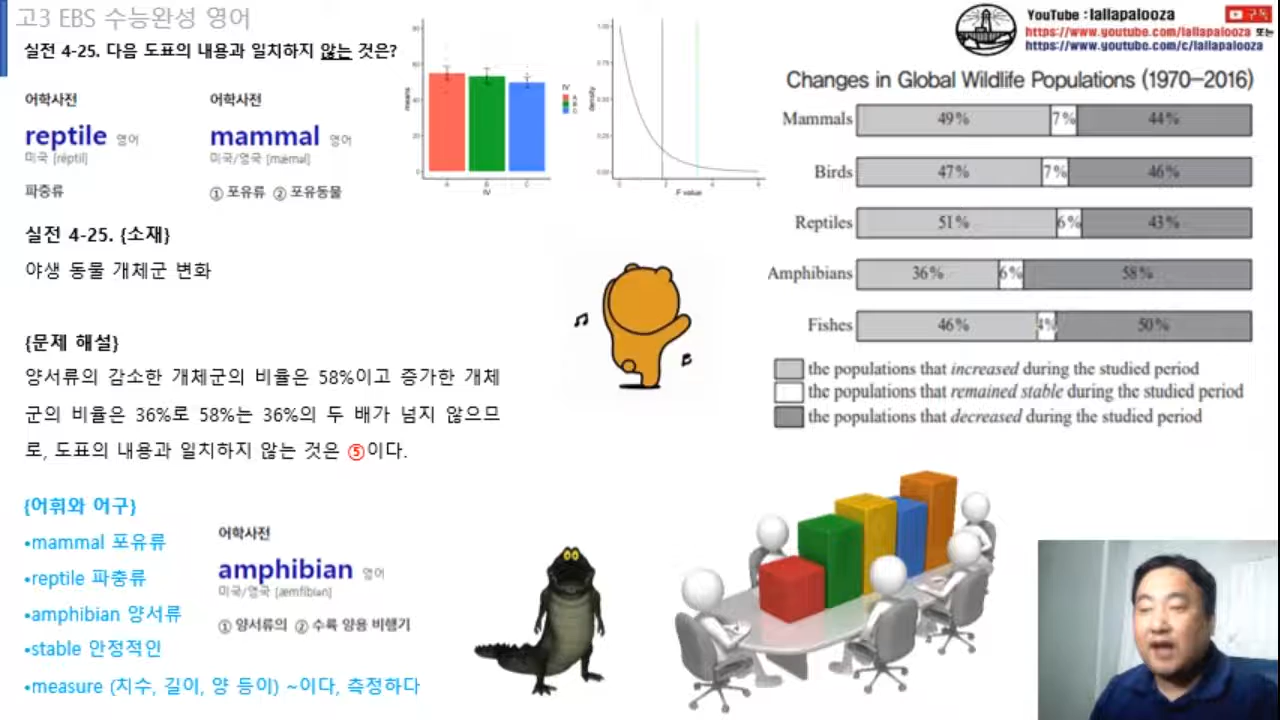 고3 EBS 수능완성 영어
실전 4-25. 다음 도표의 내용과 일치하지 않는 것은?
어학사전
reptile 영어
미국 [réptil]
파충류
어학사전
mammal 영어
미국/영국 [mæməl]
① 포유류 ② 포유동물
실전 4-25. {소재}
야생 동물 개체군 변화
{문제 해설}
양서류의 감소한 개체군의 비율은 58%이고 증가한 개체
군의 비율은 36%로 58%는 36%의 두 배가 넘지 않으므
로, 도표의 내용과 일치하지 않는 것은 ⑤이다.
{어휘와 어구}
•mammal 포유류
•reptile 파충류
•amphibian 양서류
•stable 안정적인
•measure (치수, 길이, 양 등이) ~이다, 측정하다
어학사전
amphibian 영어
미국/영국 [æmfíbiən]
① 양서류의 ② 수륙 양용 비행기
means
IV
IV
A
B
C
density
F value
YouTube : lallapalooza 구독
https://www.youtube.com/lallapalooza 또는
https://www.youtube.com/c/lallapalooza
Changes in Global Wildlife Populations (1970–2016)
Mammals 49% 7% 44%
Birds 47% 7% 46%
Reptiles 51% 6% 43%
Amphibians 36% 6% 58%
Fishes 46% 4% 50%
the populations that increased during the studied period
the populations that remained stable during the studied period
the populations that decreased during the studied period